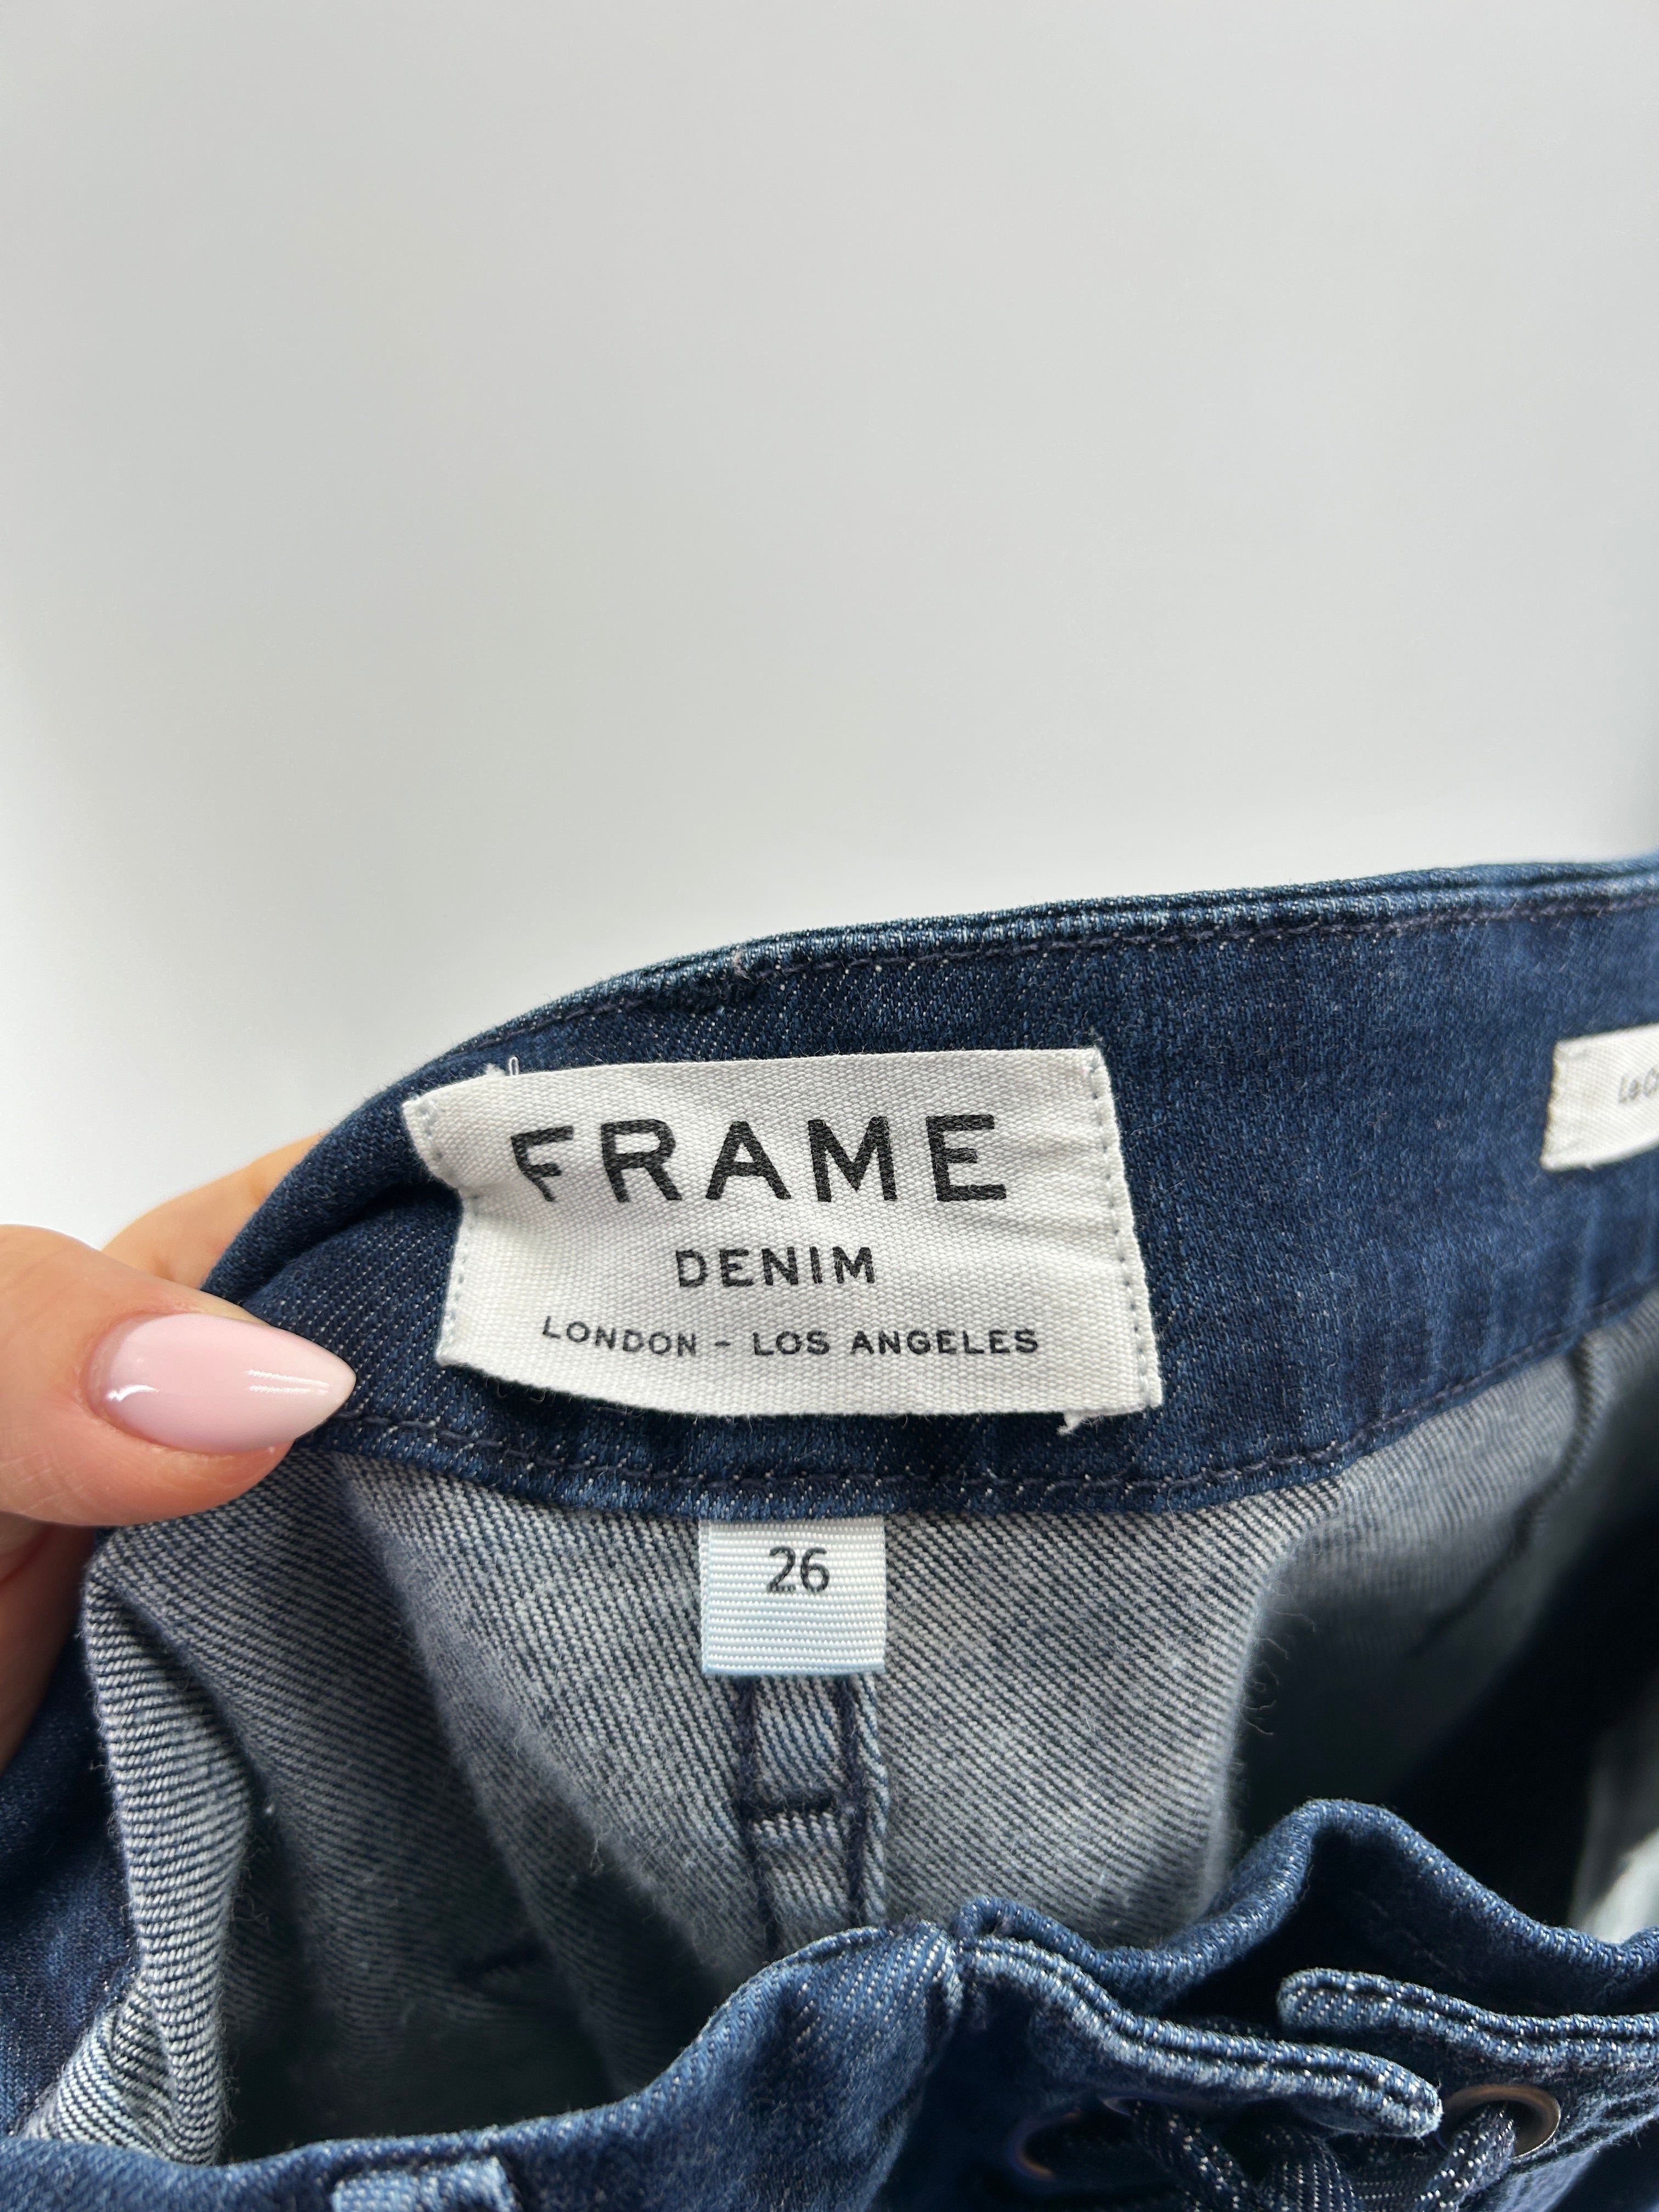 FRAME
DENIM
LONDON - LOS ANGELES
26